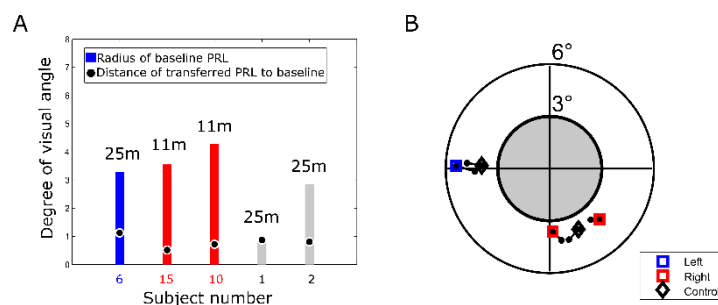 A
8
7
6
5
4
3
2
1
0
Degree of visual angle
Radius of baseline PRL
Distance of transferred PRL to baseline
25m
11m
11m
25m
25m
6
15
10
1
2
Subject number
B
6°
3°
Left
Right
Control